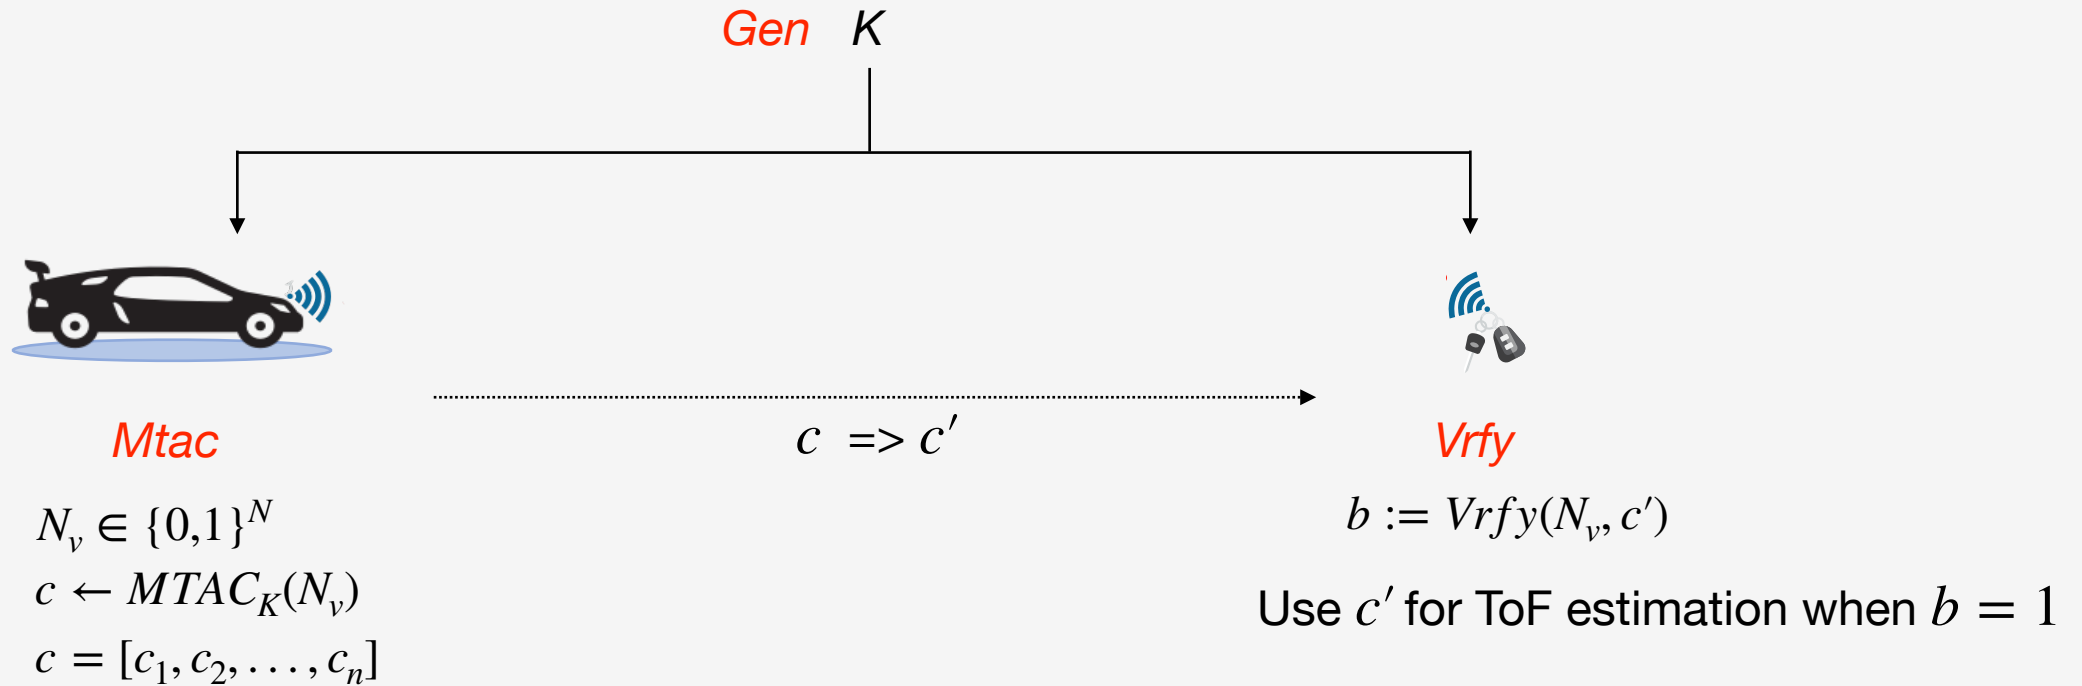 Gen K
c => c′
Mtac
N_v ∈ {0,1}^N
c ← MTAC_K(N_v)
c = [c_1, c_2, . . . , c_n]
Vrfy
b := Vrfy(N_v, c′)
Use c′ for ToF estimation when b = 1